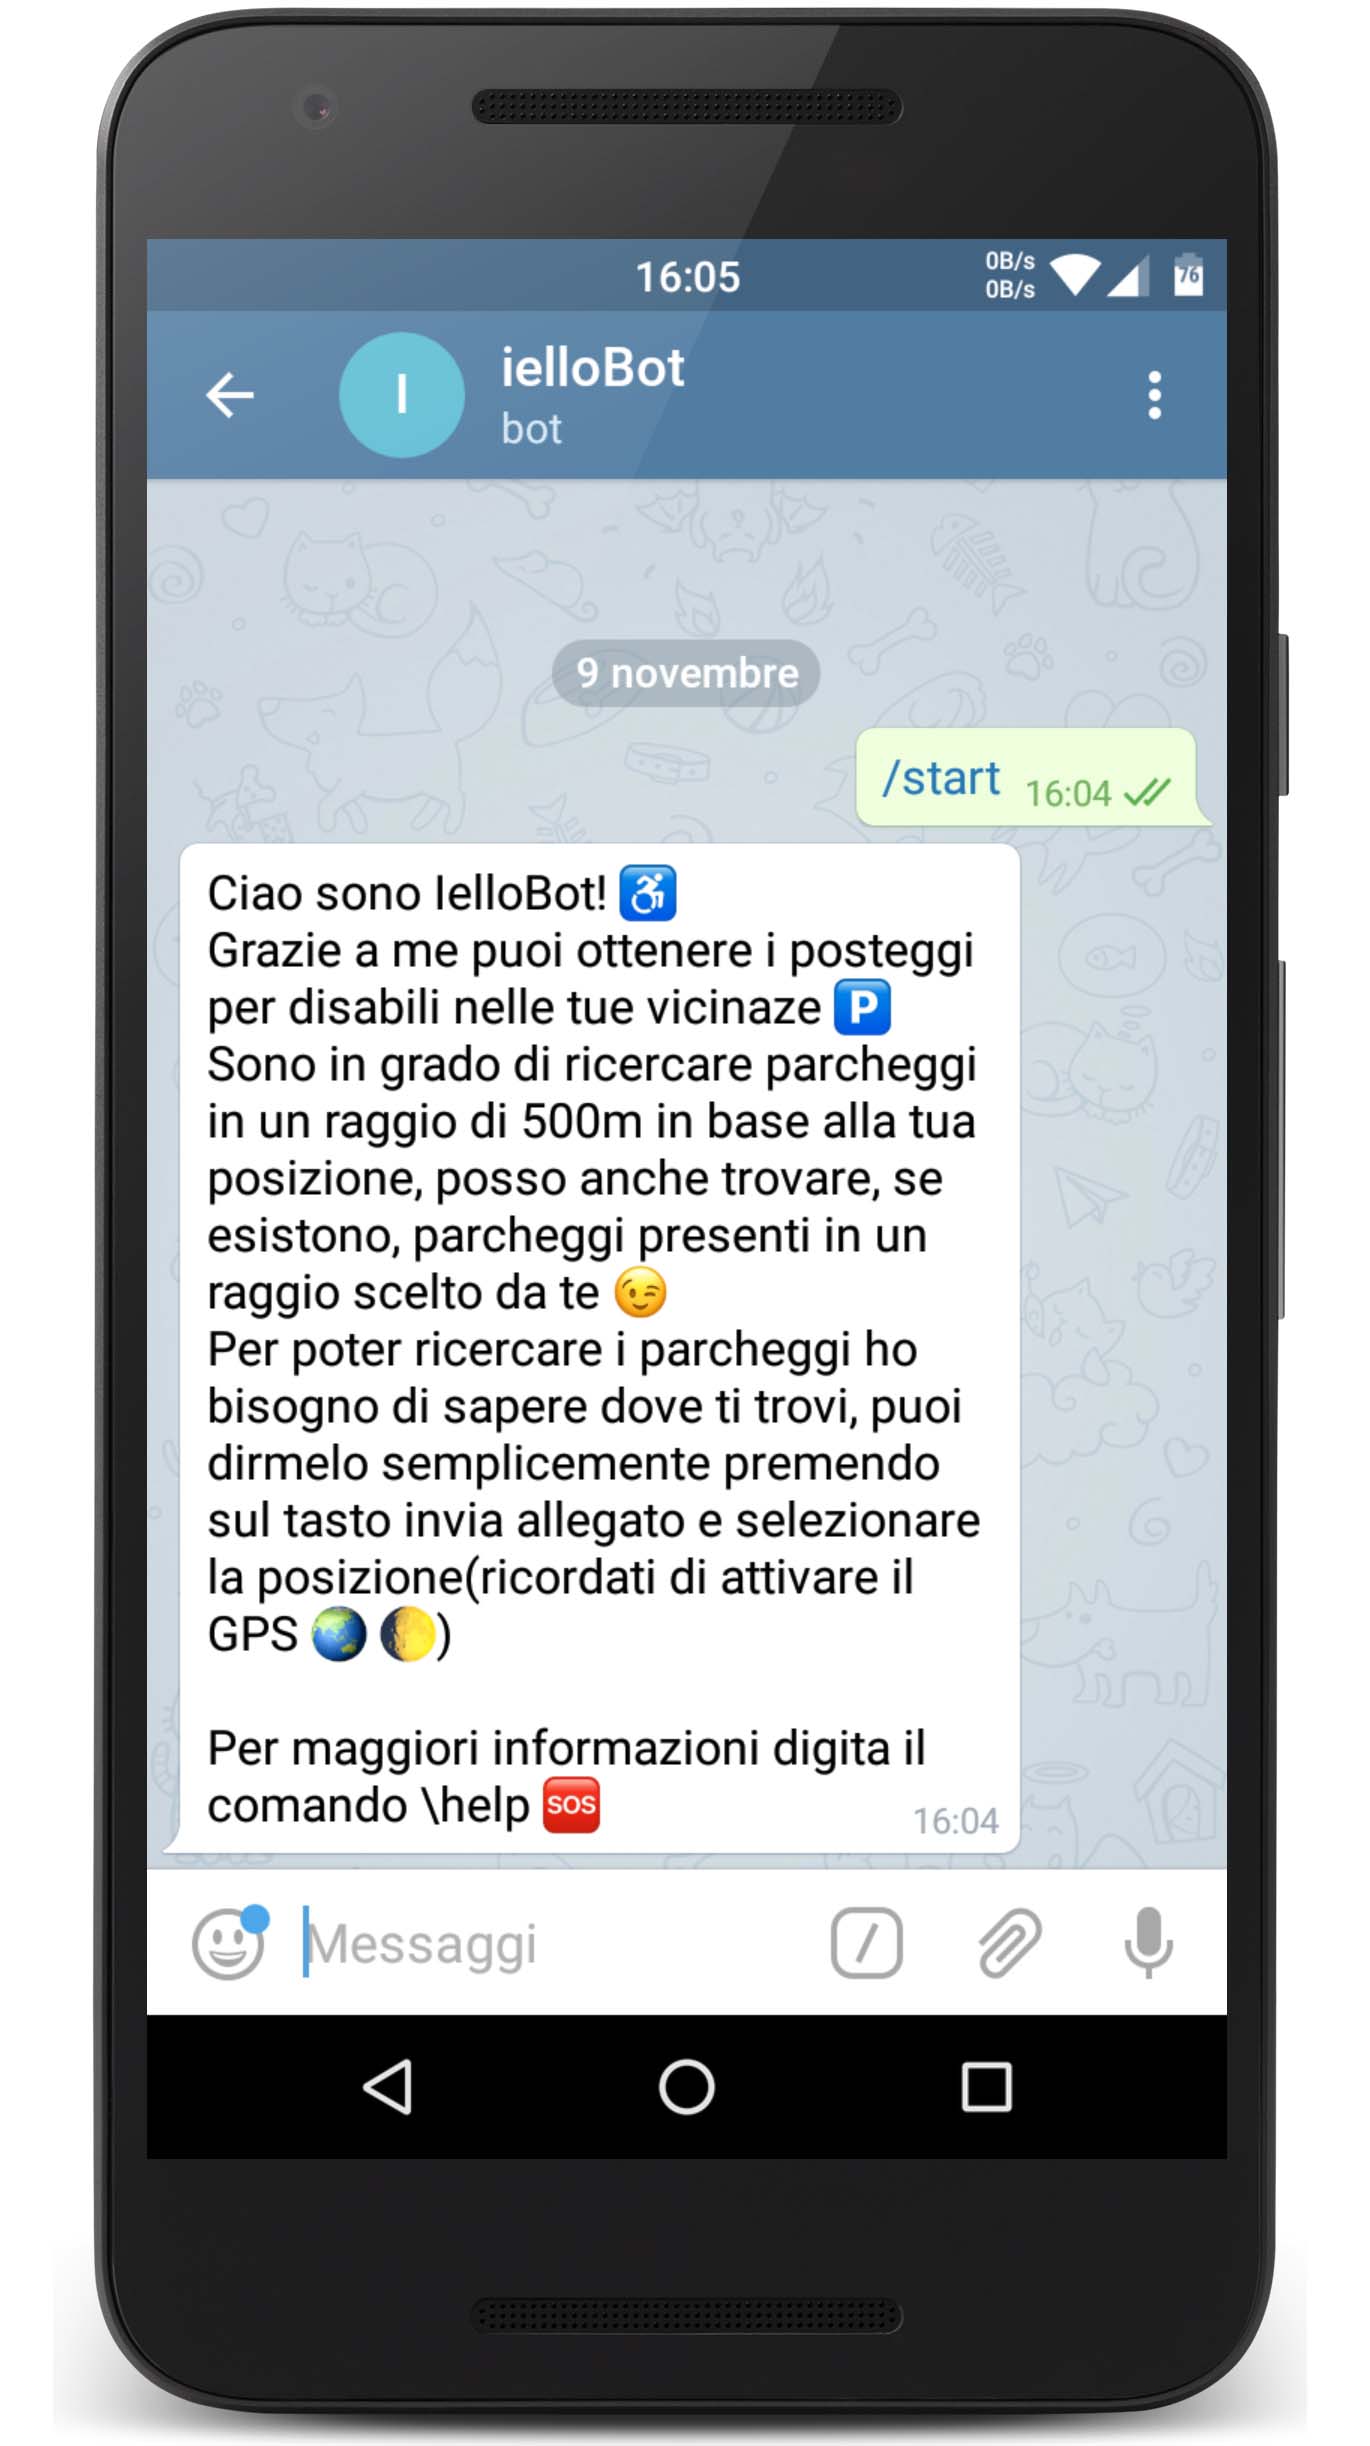 16:05
0B/s
0B/s
76
I
ielloBot
bot
9 novembre
/start 16:04
Ciao sono IelloBot! ♿
Grazie a me puoi ottenere i posteggi
per disabili nelle tue vicinaze 🅿️
Sono in grado di ricercare parcheggi
in un raggio di 500m in base alla tua
posizione, posso anche trovare, se
esistono, parcheggi presenti in un
raggio scelto da te 😉
Per poter ricercare i parcheggi ho
bisogno di sapere dove ti trovi, puoi
dirmelo semplicemente premendo
sul tasto invia allegato e selezionare
la posizione(ricordati di attivare il
GPS 🌏 🌓)
Per maggiori informazioni digita il
comando \help 🆘
16:04
Messaggi
/